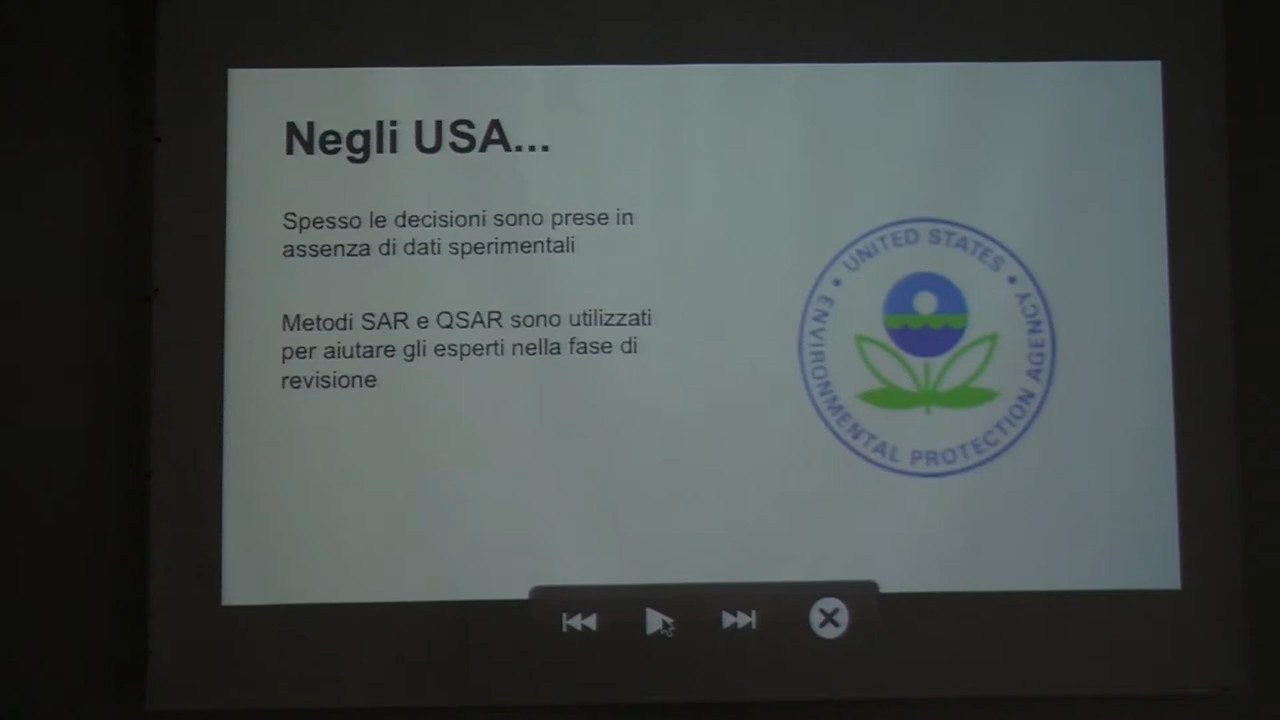 Negli USA...
Spesso le decisioni sono prese in
assenza di dati sperimentali
Metodi SAR e QSAR sono utilizzati
per aiutare gli esperti nella fase di
revisione
UNITED STATES
ENVIRONMENTAL PROTECTION AGENCY